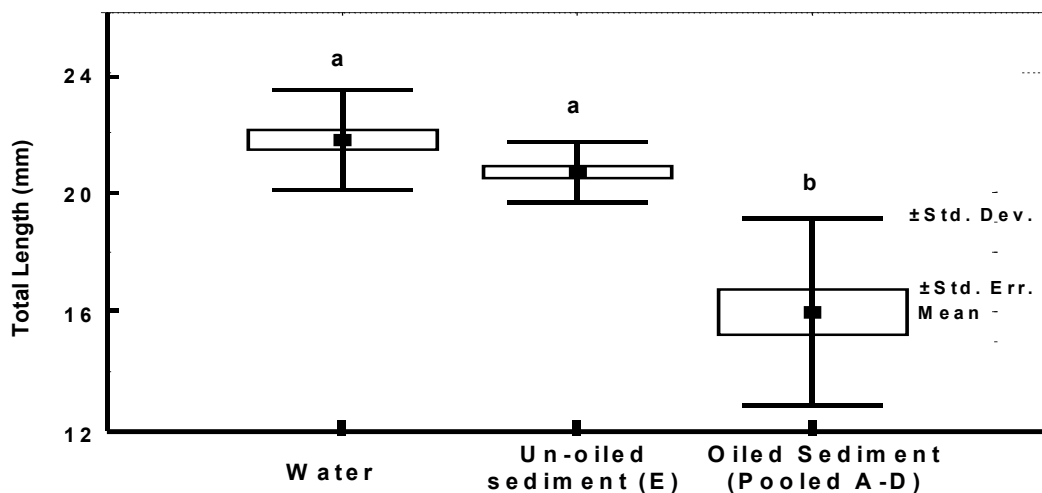 a
24
a
Total Length (mm)
b
20
±Std. Dev.
±Std. Err.
16
Mean
12
Water
Un-oiled
sediment (E)
Oiled Sediment
(Pooled A-D)